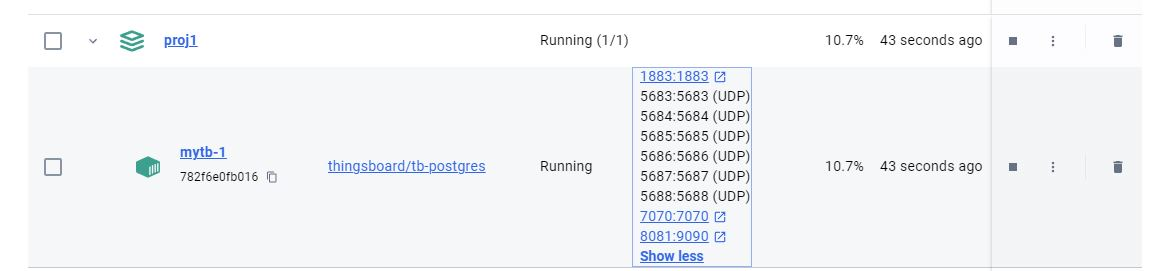 proj1 Running (1/1) 10.7% 43 seconds ago
mytb-1
782f6e0fb016
thingsboard/tb-postgres
Running
1883:1883
5683:5683 (UDP)
5684:5684 (UDP)
5685:5685 (UDP)
5686:5686 (UDP)
5687:5687 (UDP)
5688:5688 (UDP)
7070:7070
8081:9090
Show less
10.7% 43 seconds ago